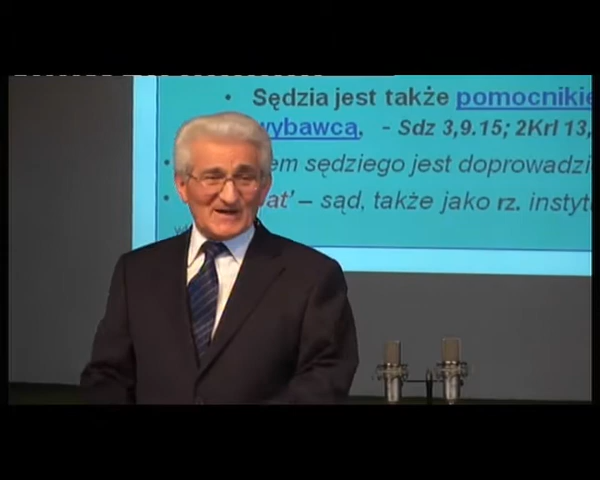 • Sędzia jest także pomocnikie
wybawcą, - Sdz 3,9.15; 2Krl 13,
• em sędziego jest doprowadzi
• at' – sąd, także jako rz. instyt